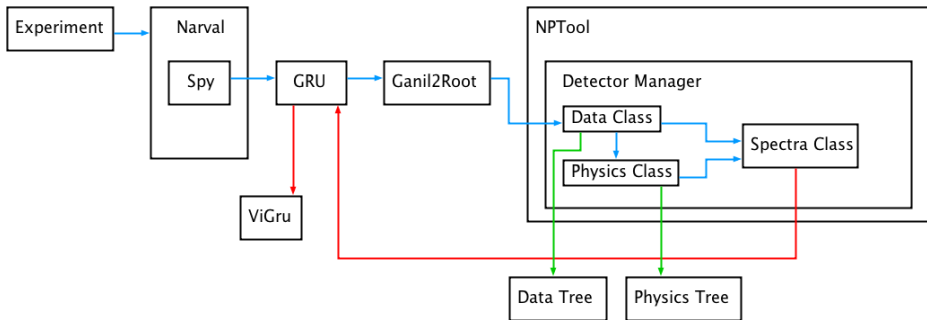 Experiment
Narval
NPTool
Spy
GRU
Ganil2Root
Detector Manager
Data Class
Spectra Class
Physics Class
ViGru
Data Tree
Physics Tree